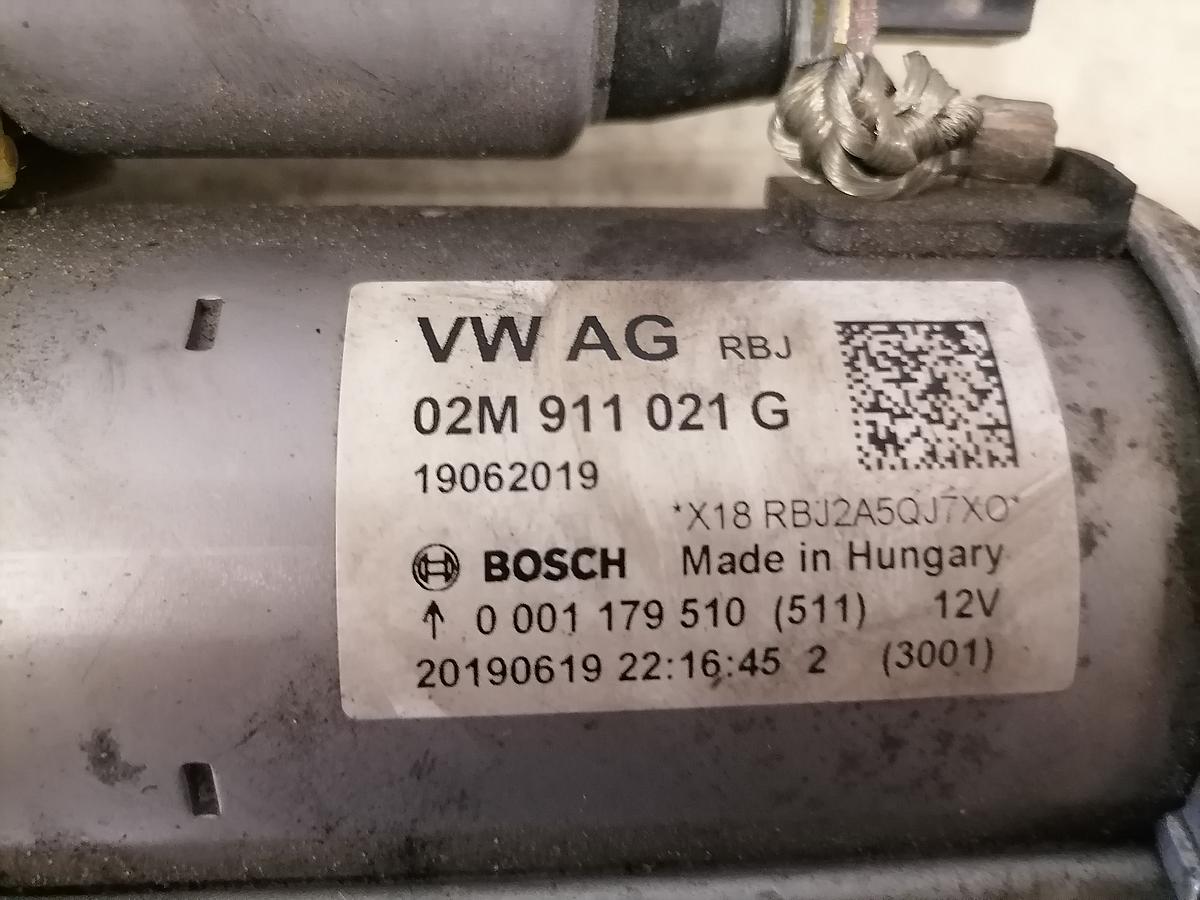 VW AG RBJ
02M 911 021 G
19062019
*X18 RBJ2A5QJ7XO*
BOSCH Made in Hungary
↑ 0 001 179 510 (511) 12V
20190619 22:16:45 2 (3001)